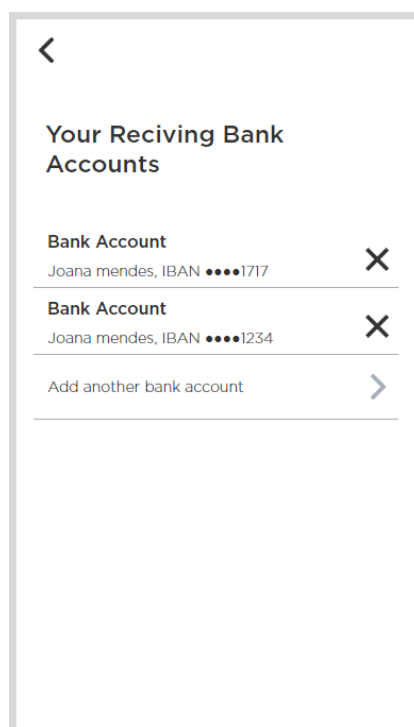 Your Reciving Bank
Accounts
Bank Account
Joana mendes, IBAN ●●●●1717
Bank Account
Joana mendes, IBAN ●●●●1234
Add another bank account